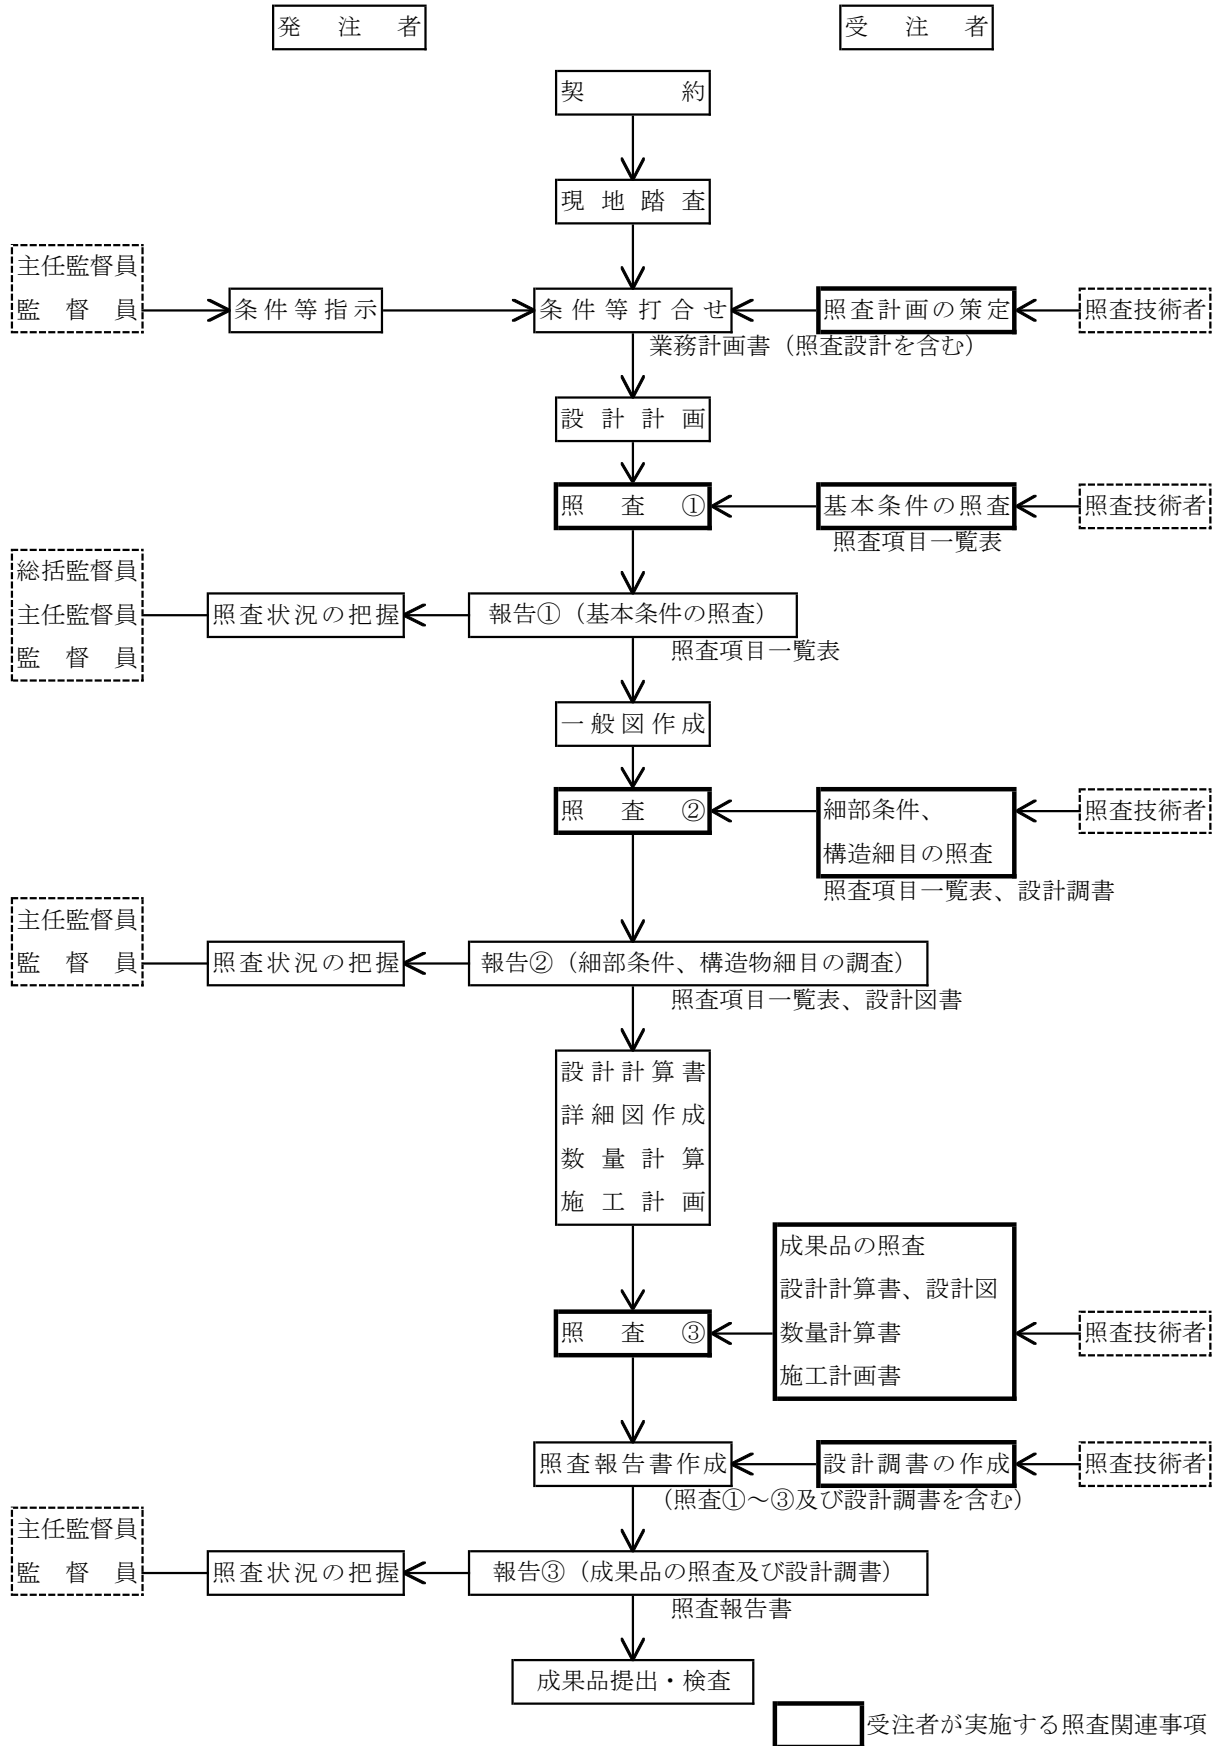 発注者
受注者
契約
現地踏査
主任監督員
監督員
条件等指示
条件等打合せ
照査計画の策定
照査技術者
業務計画書（照査設計を含む）
設計計画
照査①
基本条件の照査
照査技術者
照査項目一覧表
総括監督員
主任監督員
監督員
照査状況の把握
報告①（基本条件の照査）
照査項目一覧表
一般図作成
照査②
細部条件、
構造細目の照査
照査技術者
照査項目一覧表、設計調書
主任監督員
監督員
照査状況の把握
報告②（細部条件、構造物細目の調査）
照査項目一覧表、設計図書
設計計算書
詳細図作成
数量計算
施工計画
成果品の照査
設計計算書、設計図
数量計算書
施工計画書
照査③
照査技術者
照査報告書作成
設計調書の作成
照査技術者
（照査①～③及び設計調書を含む）
主任監督員
監督員
照査状況の把握
報告③（成果品の照査及び設計調書）
照査報告書
成果品提出・検査
受注者が実施する照査関連事項